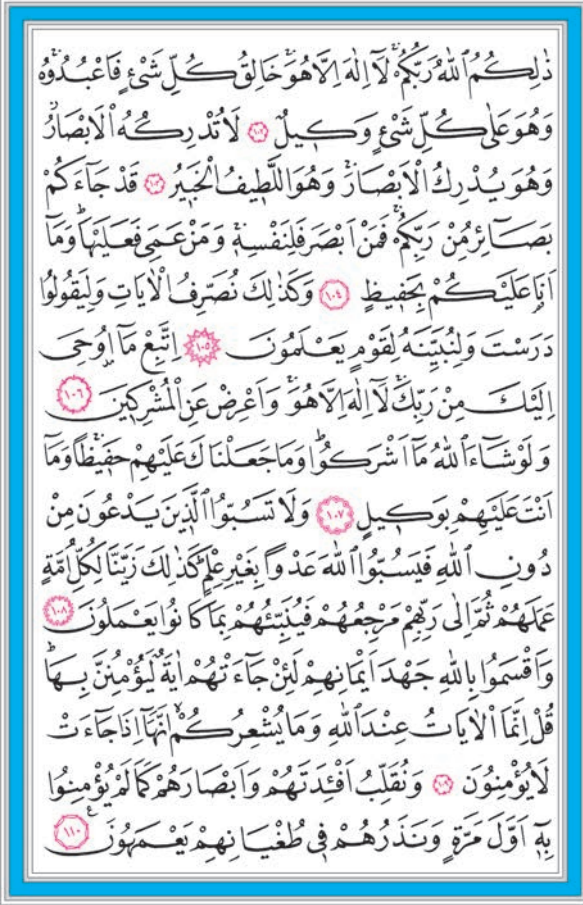 ذٰلِكُمُ اللّٰهُ رَبُّكُمْۚ لَٓا اِلٰهَ اِلَّا هُوَۚ خَالِقُ كُلِّ شَيْءٍ فَاعْبُدُوهُۚ
وَهُوَ عَلٰى كُلِّ شَيْءٍ وَكٖيلٌ ﴿١٠٢﴾ لَا تُدْرِكُهُ الْاَبْصَارُؗ
وَهُوَ يُدْرِكُ الْاَبْصَارَۚ وَهُوَ اللَّطٖيفُ الْخَبٖيرُ ﴿١٠٣﴾ قَدْ جَٓاءَكُمْ
بَصَٓائِرُ مِنْ رَبِّكُمْۚ فَمَنْ اَبْصَرَ فَلِنَفْسِهٖۚ وَمَنْ عَمِيَ فَعَلَيْهَاؕ وَمَٓا
اَنَا۬ عَلَيْكُمْ بِحَفٖيظٍ ﴿١٠٤﴾ وَكَذٰلِكَ نُصَرِّفُ الْاٰيَاتِ وَلِيَقُولُوا
دَرَسْتَ وَلِنُبَيِّنَهُ لِقَوْمٍ يَعْلَمُونَ ﴿١٠٥﴾ اِتَّبِعْ مَٓا اُو۫حِيَ
اِلَيْكَ مِنْ رَبِّكَۚ لَٓا اِلٰهَ اِلَّا هُوَۚ وَاَعْرِضْ عَنِ الْمُشْرِكٖينَ ﴿١٠٦﴾
وَلَوْ شَٓاءَ اللّٰهُ مَٓا اَشْرَكُواؕ وَمَا جَعَلْنَاكَ عَلَيْهِمْ حَفٖيظًاۚ وَمَٓا
اَنْتَ عَلَيْهِمْ بِوَكٖيلٍ ﴿١٠٧﴾ وَلَا تَسُبُّوا الَّذٖينَ يَدْعُونَ مِنْ
دُونِ اللّٰهِ فَيَسُبُّوا اللّٰهَ عَدْوًا بِغَيْرِ عِلْمٍؕ كَذٰلِكَ زَيَّنَّا لِكُلِّ اُمَّةٍ
عَمَلَهُمْ ثُمَّ اِلٰى رَبِّهِمْ مَرْجِعُهُمْ فَيُنَبِّئُهُمْ بِمَا كَانُوا يَعْمَلُونَ ﴿١٠٨﴾
وَاَقْسَمُوا بِاللّٰهِ جَهْدَ اَيْمَانِهِمْ لَئِنْ جَٓاءَتْهُمْ اٰيَةٌ لَيُؤْمِنُنَّ بِهَاؕ
قُلْ اِنَّمَا الْاٰيَاتُ عِنْدَ اللّٰهِ وَمَا يُشْعِرُكُمْۙ اَنَّهَٓا اِذَا جَٓاءَتْ
لَا يُؤْمِنُونَ ﴿١٠٩﴾ وَنُقَلِّبُ اَفْـِٔدَتَهُمْ وَاَبْصَارَهُمْ كَمَا لَمْ يُؤْمِنُوا
بِهٖٓ اَوَّلَ مَرَّةٍ وَنَذَرُهُمْ فٖي طُغْيَانِهِمْ يَعْمَهُونَ ﴿١١٠﴾ ع